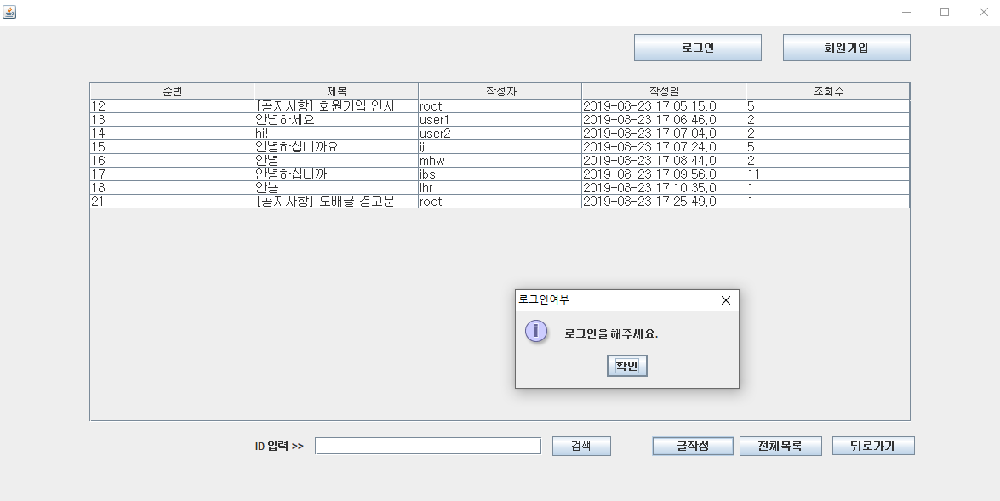 로그인 회원가입
순번 제목 작성자 작성일 조회수
12 [공지사항] 회원가입 인사 root 2019-08-23 17:05:15.0 5
13 안녕하세요 user1 2019-08-23 17:06:46.0 2
14 hi!! user2 2019-08-23 17:07:04.0 2
15 안녕하십니까요 ijt 2019-08-23 17:07:24.0 5
16 안녕 mhw 2019-08-23 17:08:44.0 2
17 안녕하십니까 jbs 2019-08-23 17:09:56.0 11
18 안뇽 lhr 2019-08-23 17:10:35.0 1
21 [공지사항] 도배글 경고문 root 2019-08-23 17:25:49.0 1
로그인여부
로그인을 해주세요.
확인
ID 입력 >> 검색 글작성 전체목록 뒤로가기